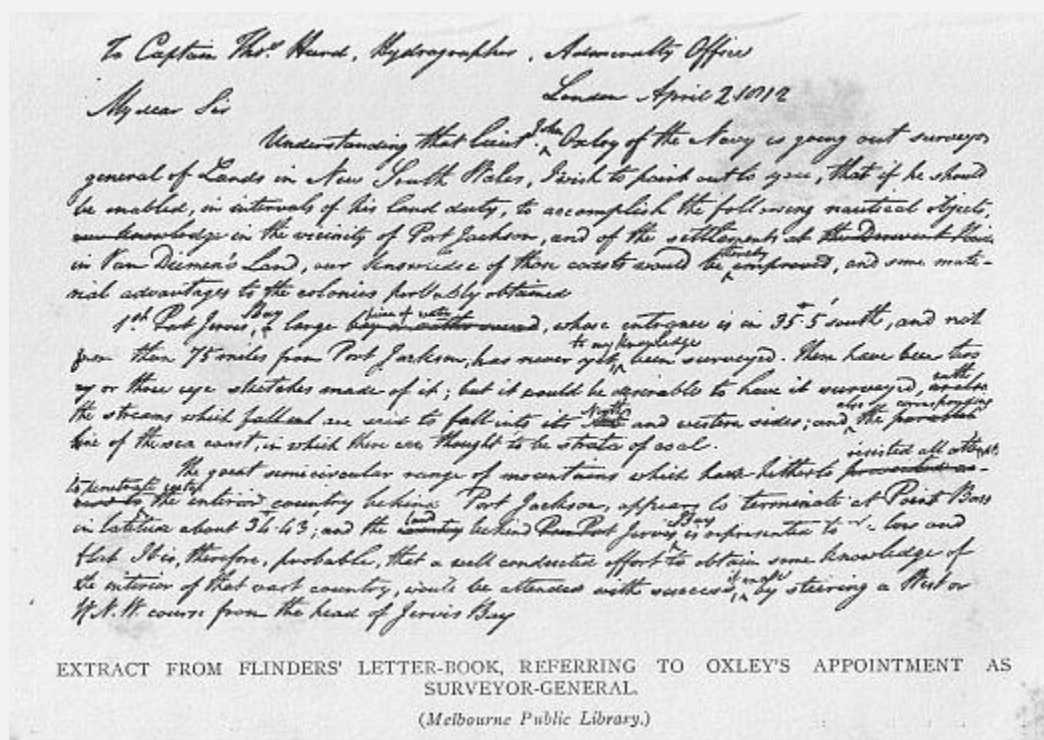 To Captain Thos. Hurd, Hydrographer, Admiralty Office
London April 2 1812
My dear Sir
Understanding that Lieut. John Oxley of the Navy is going out surveyor
general of Lands in New South Wales, I wish to point out to you, that if he should
be enabled, in intervals of his land duty, to accomplish the following nautical objects,
our knowledge in the vicinity of Port Jackson, and of the settlements at the Derwent
in Van Diemen's Land, our knowledge of those coasts would be thereby improved, and some mate-
rial advantages to the colonies probably obtained
1st. Port Jervis, Bay a large piece of water, whose entrance is in 35° 5' south, and not
more than 75 miles from Port Jackson, has never to my knowledge yet been surveyed. There have been two
or three eye sketches made of it; but it would be desirable to have it surveyed, with
the streams which are said to fall into its North and western sides; and also the corresponding
line of the sea coast, in which there are thought to be strata of coal.
The great semicircular range of mountains which have hitherto resisted all attempts
to penetrate into the interior country behind Port Jackson, appears to terminate at Point Bass
in latitude about 34° 43'; and the land country behind Port Jervis Bay is represented to low and
flat. It is, therefore, probable, that a well conducted effort to obtain some knowledge of
the interior of that vast country, would be attended with success, if made by steering a West or
W.N.W. course from the head of Jervis Bay
EXTRACT FROM FLINDERS' LETTER-BOOK, REFERRING TO OXLEY'S APPOINTMENT AS
SURVEYOR-GENERAL.
(Melbourne Public Library.)